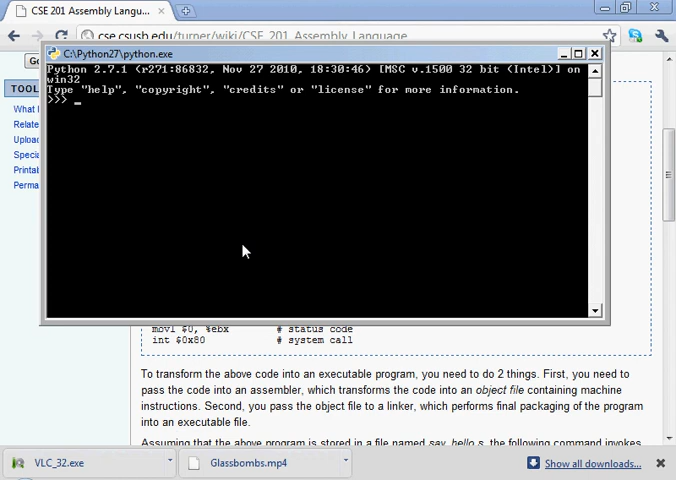 CSE 201 Assembly Langu...
cse.csusb.edu/turner/wiki/CSE_201_Assembly_Language
C:\Python27\python.exe
Python 2.7.1 (r271:86832, Nov 27 2010, 18:30:46) [MSC v.1500 32 bit (Intel)] on
win32
Type "help", "copyright", "credits" or "license" for more information.
>>> _
Go
TOOL
What l
Upload
Specia
Printab
Perma
movl $0, %ebx # status code
int $0x80 # system call
To transform the above code into an executable program, you need to do 2 things. First, you need to
pass the code into an assembler, which transforms the code into an object file containing machine
instructions. Second, you pass the object file to a linker, which performs final packaging of the program
into an executable file.
Assuming that the above program is stored in a file named say_hello.s, the following command invokes
VLC_32.exe
Glassbombs.mp4
Show all downloads...